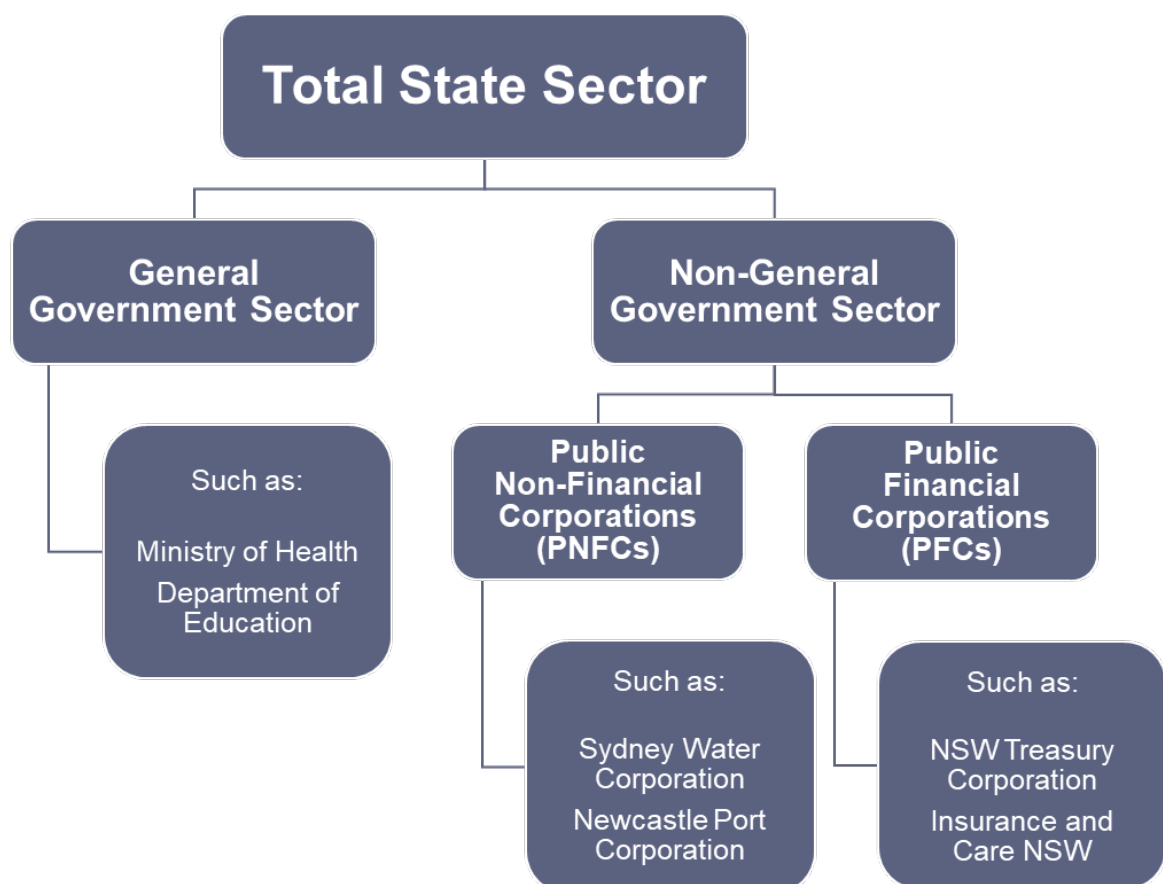 Total State Sector
General
Government Sector
Non-General
Government Sector
Such as:
Ministry of Health
Department of
Education
Public
Non-Financial
Corporations
(PNFCs)
Public
Financial
Corporations
(PFCs)
Such as:
Sydney Water
Corporation
Newcastle Port
Corporation
Such as:
NSW Treasury
Corporation
Insurance and
Care NSW